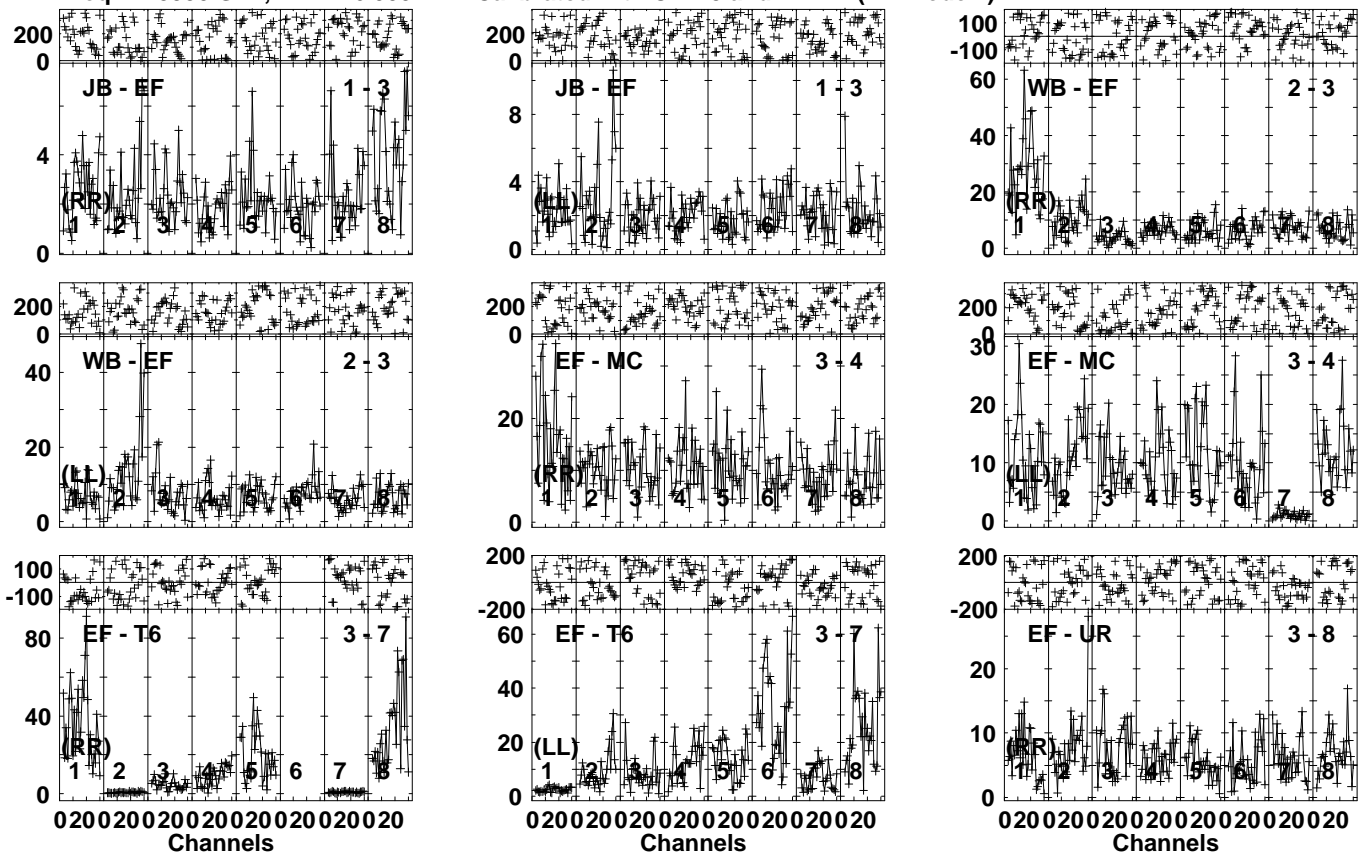 200 200 100
0 0 -100
JB - EF 1 - 3
4
0
(RR)
1 2 3 4 5 6 7 8
JB - EF 1 - 3
8
4
0
(LL)
1 2 3 4 5 6 7 8
WB - EF 2 - 3
60
40
20
0
(RR)
1 2 3 4 5 6 7 8
200 200 200
0 0 0
WB - EF 2 - 3
40
20
0
(LL)
1 2 3 4 5 6 7 8
EF - MC 3 - 4
20
0
(RR)
1 2 3 4 5 6 7 8
EF - MC 3 - 4
30
20
10
0
(LL)
1 2 3 4 5 6 7 8
100 200 200
-100 -200 -200
EF - T6 3 - 7
80
40
0
(RR)
1 2 3 4 5 6 7 8
EF - T6 3 - 7
60
40
20
0
(LL)
1 2 3 4 5 6 7 8
EF - UR 3 - 8
20
10
0
(RR)
1 2 3 4 5 6 7 8
0 20 0 20 0 20 0 20 0 20 0 20 0 20 0 20
Channels
0 20 0 20 0 20 0 20 0 20 0 20 0 20 0 20
Channels
0 20 0 20 0 20 0 20 0 20 0 20 0 20 0 20
Channels